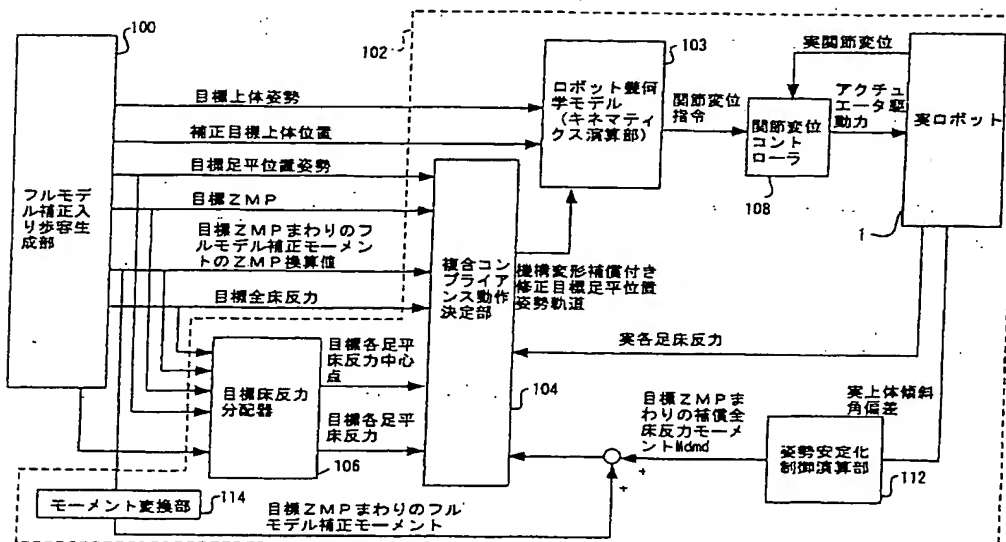 100
フルモデ
ル補正入
り歩容生
成部
102
目標上体姿勢
補正目標上体位置
目標足平位置姿勢
目標ZMP
目標ZMPまわりのフ
ルモデル補正モーメン
トのZMP換算値
目標全床反力
103
ロボット幾何
学モデル
(キネマティ
クス演算部)
関節変位
指令
実関節変位
関節変位
コント
ローラ
108
アクチュ
エータ駆
動力
実ロボット
1
複合コン
プライア
ンス動作
決定部
104
機構変形補償付き
修正目標足平位置
姿勢軌道
実各足床反力
目標床反力
分配器
106
目標各足平
床反力中心
点
目標各足平
床反力
目標ZMPま
わりの補償全
床反力モーメ
ントMdmd
+
+
実上体傾斜
角偏差
姿勢安定化
制御演算部
112
モーメント変換部
114
目標ZMPまわりのフル
モデル補正モーメント